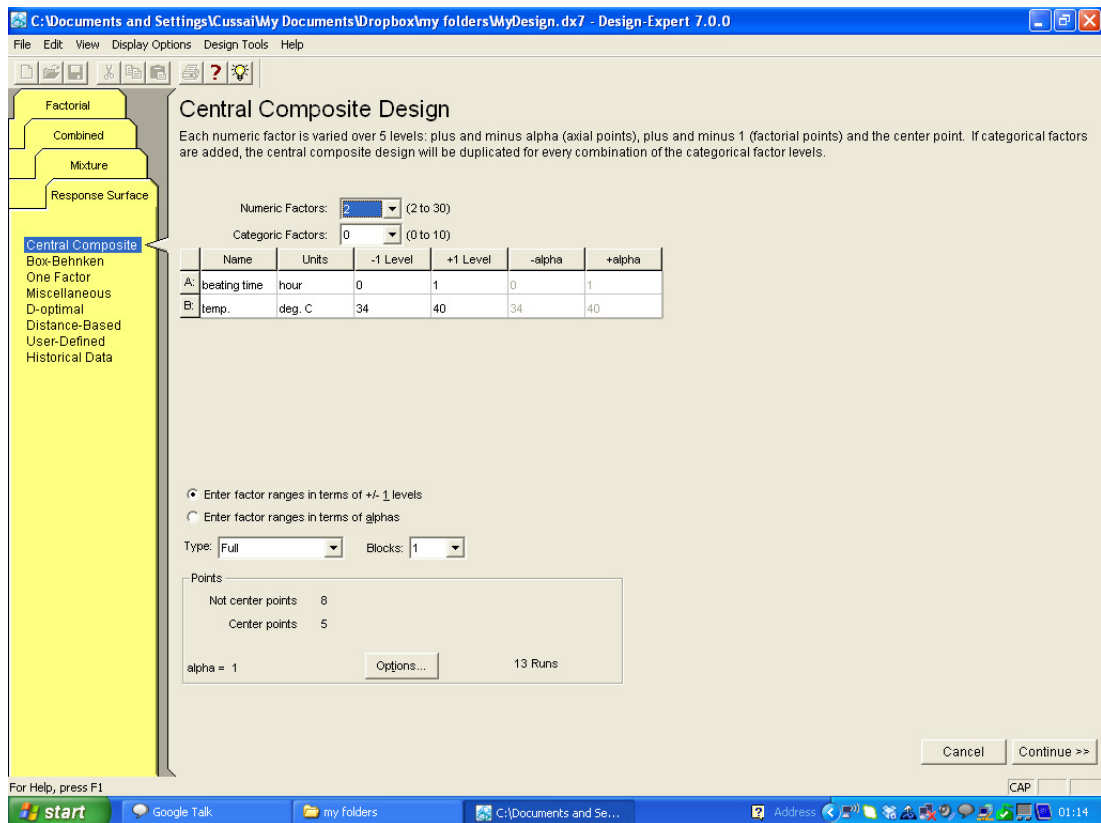 C:\Documents and Settings\Cussai\My Documents\Dropbox\my folders\MyDesign.dx7 - Design-Expert 7.0.0
File Edit View Display Options Design Tools Help
Factorial
Combined
Mixture
Response Surface
Central Composite
Box-Behnken
One Factor
Miscellaneous
D-optimal
Distance-Based
User-Defined
Historical Data
Central Composite Design
Each numeric factor is varied over 5 levels: plus and minus alpha (axial points), plus and minus 1 (factorial points) and the center point. If categorical factors
are added, the central composite design will be duplicated for every combination of the categorical factor levels.
Numeric Factors: 2 (2 to 30)
Categoric Factors: 0 (0 to 10)
Name Units -1 Level +1 Level -alpha +alpha
A: beating time hour 0 1 0 1
B: temp. deg. C 34 40 34 40
Enter factor ranges in terms of +/- 1 levels
Enter factor ranges in terms of alphas
Type: Full Blocks: 1
Points
Not center points 8
Center points 5
alpha = 1 Options... 13 Runs
Cancel Continue >>
For Help, press F1 CAP
start Google Talk my folders C:\Documents and Se... Address 01:14